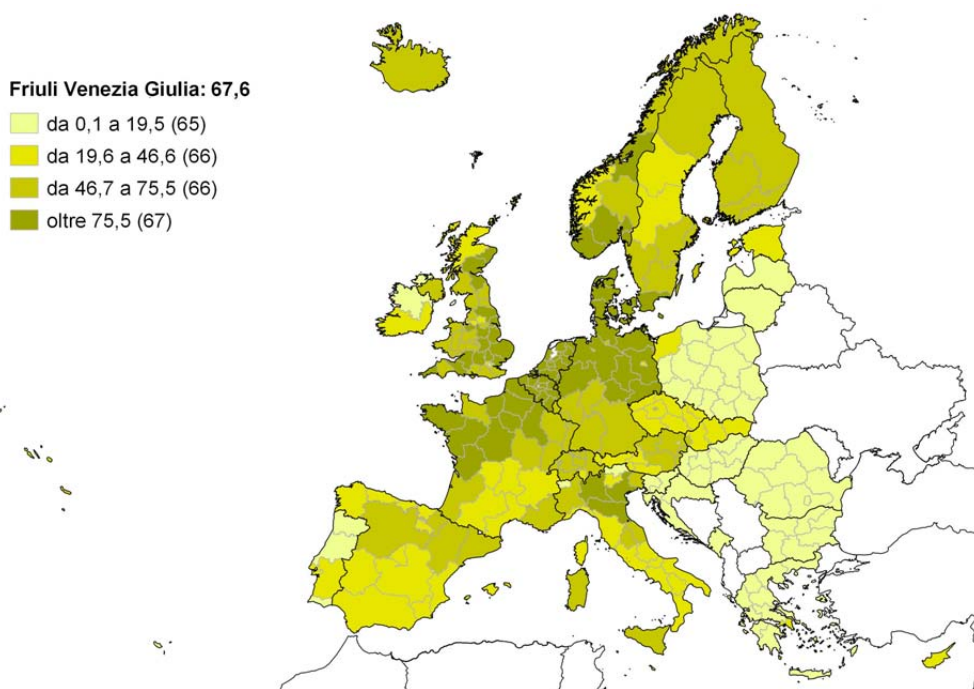 Friuli Venezia Giulia: 67,6
da 0,1 a 19,5 (65)
da 19,6 a 46,6 (66)
da 46,7 a 75,5 (66)
oltre 75,5 (67)